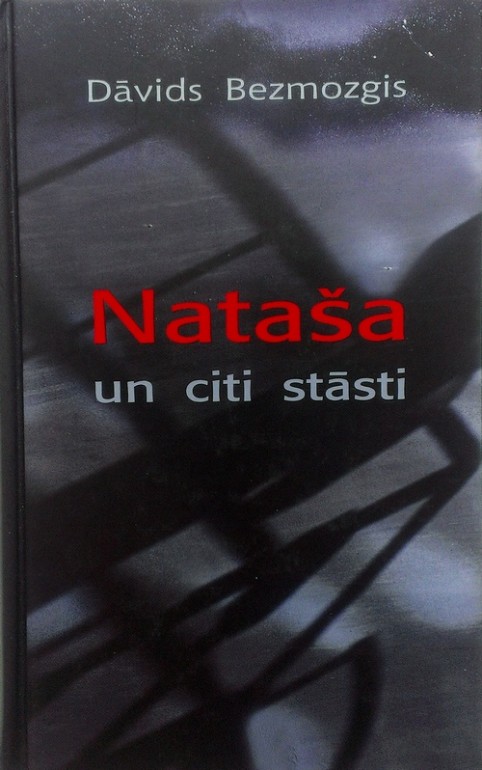 Dāvids Bezmozgis
Nataša
un citi stāsti